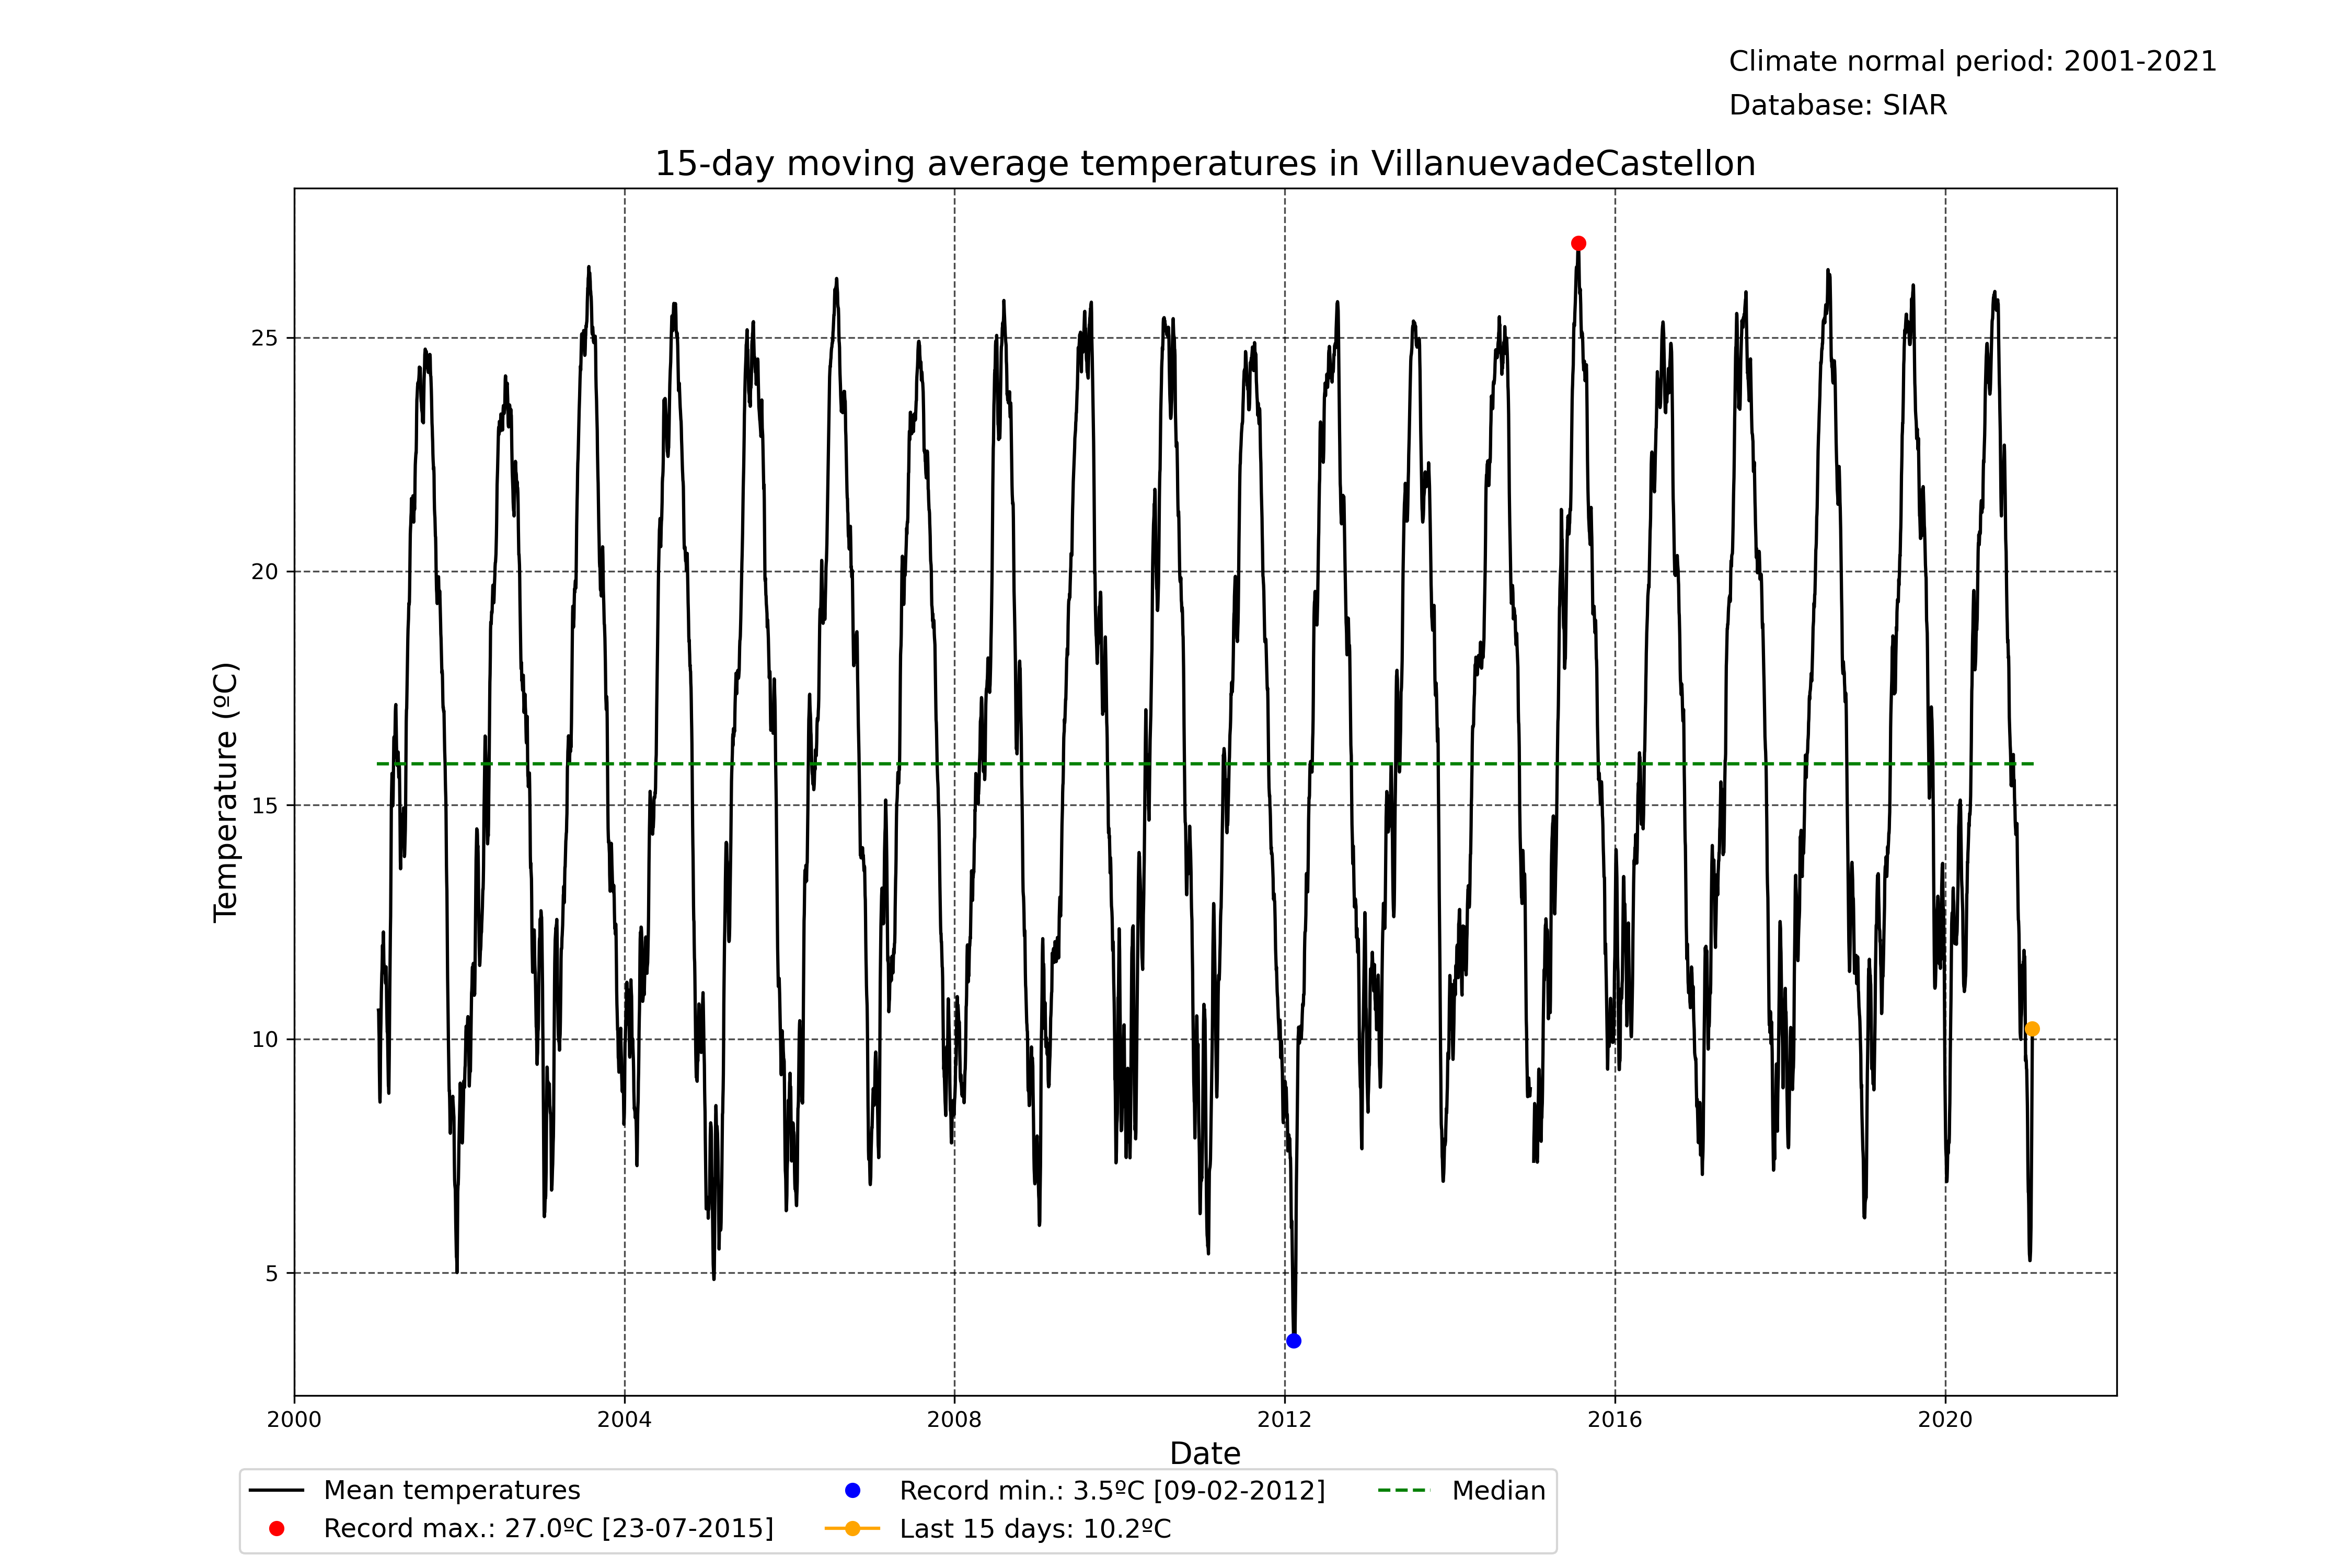 Climate normal period: 2001-2021
Database: SIAR
15-day moving average temperatures in VillanuevadeCastellon
25
20
15
10
5
Temperature (ºC)
2000 2004 2008 2012 2016 2020
Date
Mean temperatures
Record max.: 27.0ºC [23-07-2015]
Record min.: 3.5ºC [09-02-2012]
Last 15 days: 10.2ºC
Median